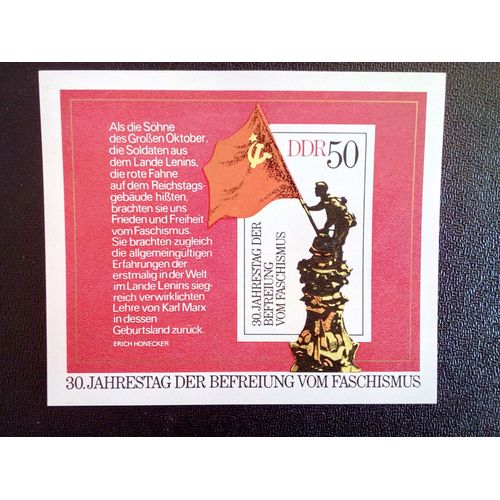 Als die Söhne
des Großen Oktober,
die Soldaten aus
dem Lande Lenins,
die rote Fahne
auf dem Reichstags-
gebäude hißten,
brachten sie uns
Frieden und Freiheit
vom Faschismus.
Sie brachten zugleich
die allgemeingültigen
Erfahrungen der
erstmalig in der Welt
im Lande Lenins sieg-
reich verwirklichten
Lehre von Karl Marx
in dessen
Geburtsland zurück.
ERICH HONECKER
DDR 50
30. JAHRESTAG DER
BEFREIUNG
VOM FASCHISMUS
30. JAHRESTAG DER BEFREIUNG VOM FASCHISMUS